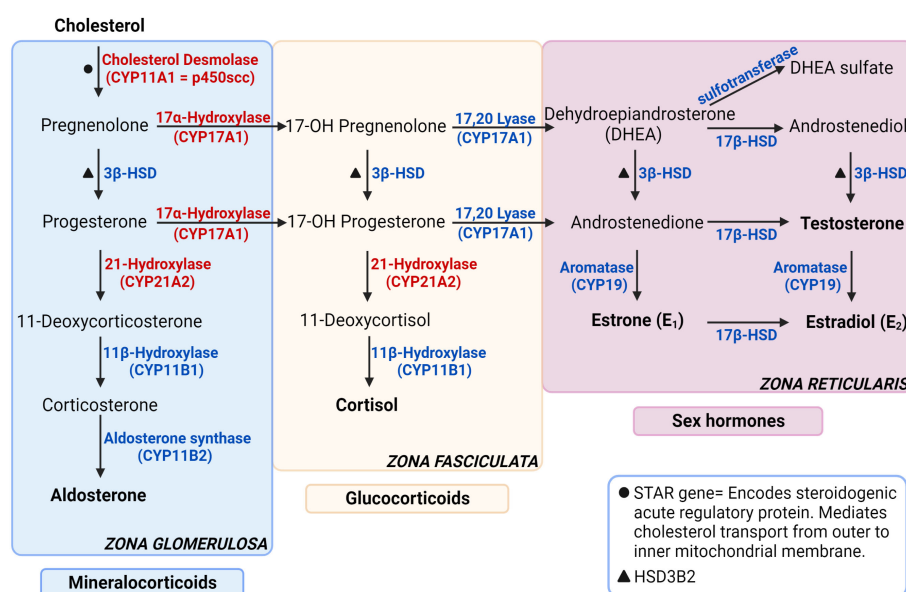 Cholesterol
Cholesterol Desmolase
(CYP11A1 = p450scc)
Pregnenolone
17α-Hydroxylase
(CYP17A1)
17-OH Pregnenolone
17,20 Lyase
(CYP17A1)
Dehydroepiandrosterone
(DHEA)
sulfotransferase
DHEA sulfate
17β-HSD
Androstenediol
3β-HSD
3β-HSD
3β-HSD
3β-HSD
Progesterone
17α-Hydroxylase
(CYP17A1)
17-OH Progesterone
17,20 Lyase
(CYP17A1)
Androstenedione
17β-HSD
Testosterone
21-Hydroxylase
(CYP21A2)
21-Hydroxylase
(CYP21A2)
Aromatase
(CYP19)
Aromatase
(CYP19)
11-Deoxycorticosterone
11-Deoxycortisol
Estrone (E₁)
17β-HSD
Estradiol (E₂)
11β-Hydroxylase
(CYP11B1)
11β-Hydroxylase
(CYP11B1)
ZONA RETICULARIS
Corticosterone
Cortisol
Sex hormones
Aldosterone synthase
(CYP11B2)
ZONA FASCICULATA
Aldosterone
Glucocorticoids
ZONA GLOMERULOSA
Mineralocorticoids
STAR gene= Encodes steroidogenic
acute regulatory protein. Mediates
cholesterol transport from outer to
inner mitochondrial membrane.
HSD3B2